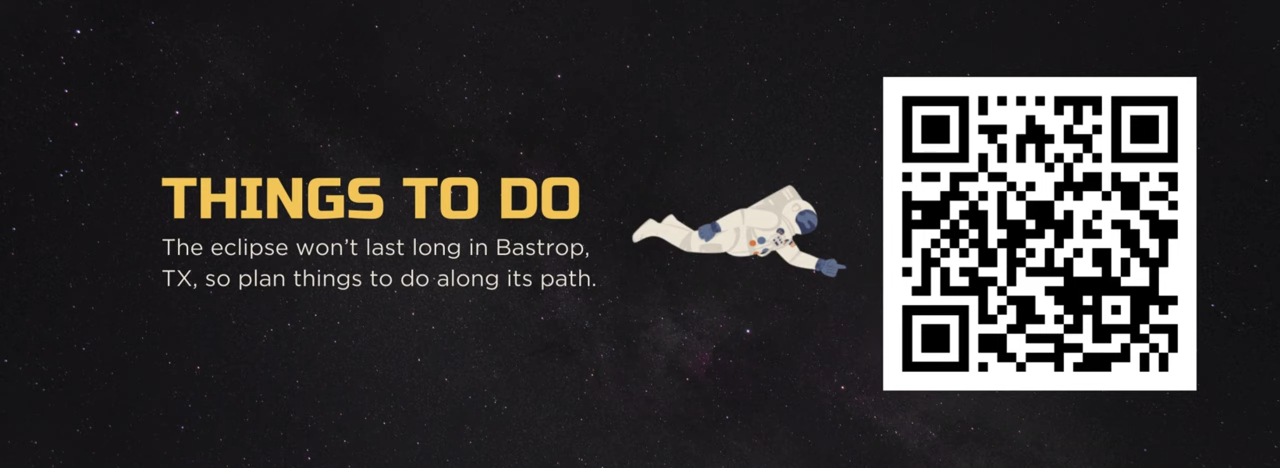 THINGS TO DO
The eclipse won’t last long in Bastrop,
TX, so plan things to do along its path.